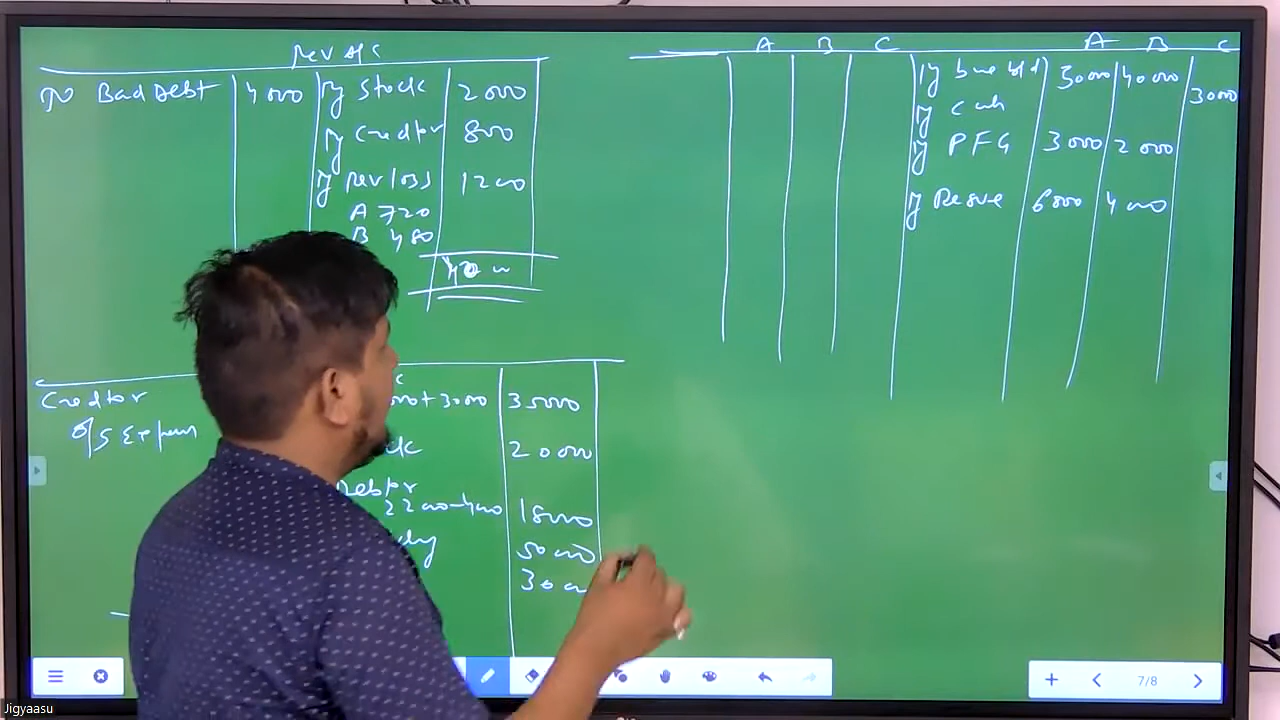 Rev a/c
To Bad Debt 4000 By Stock 2000
By Creditor 800
By Rev loss 1200
A 720
B 480
4000
A B C A B C
By bal b/d 30000 40000 30000
By Cash
By PFG 3000 2000
By Reserve 6000 4000
Creditor +3000 35000
O/S Expen
20000
Debtor
22000-4000 18000
50000
7/8
Jigyaasu